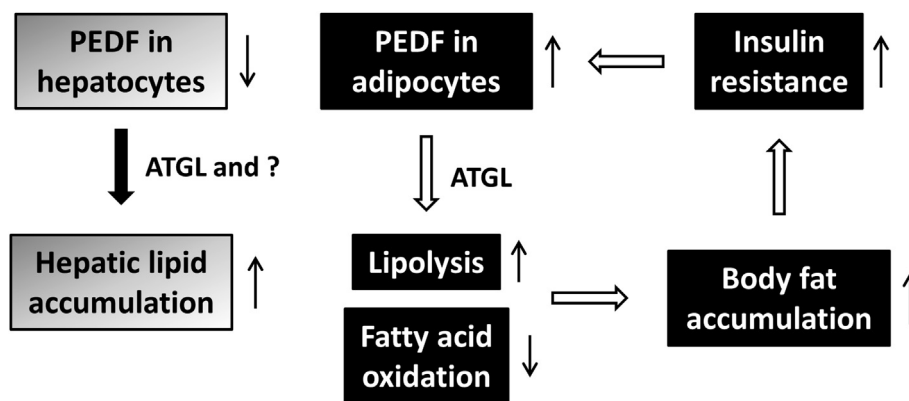 PEDF in
hepatocytes
PEDF in
adipocytes
Insulin
resistance
ATGL and ?
ATGL
Hepatic lipid
accumulation
Lipolysis
Fatty acid
oxidation
Body fat
accumulation